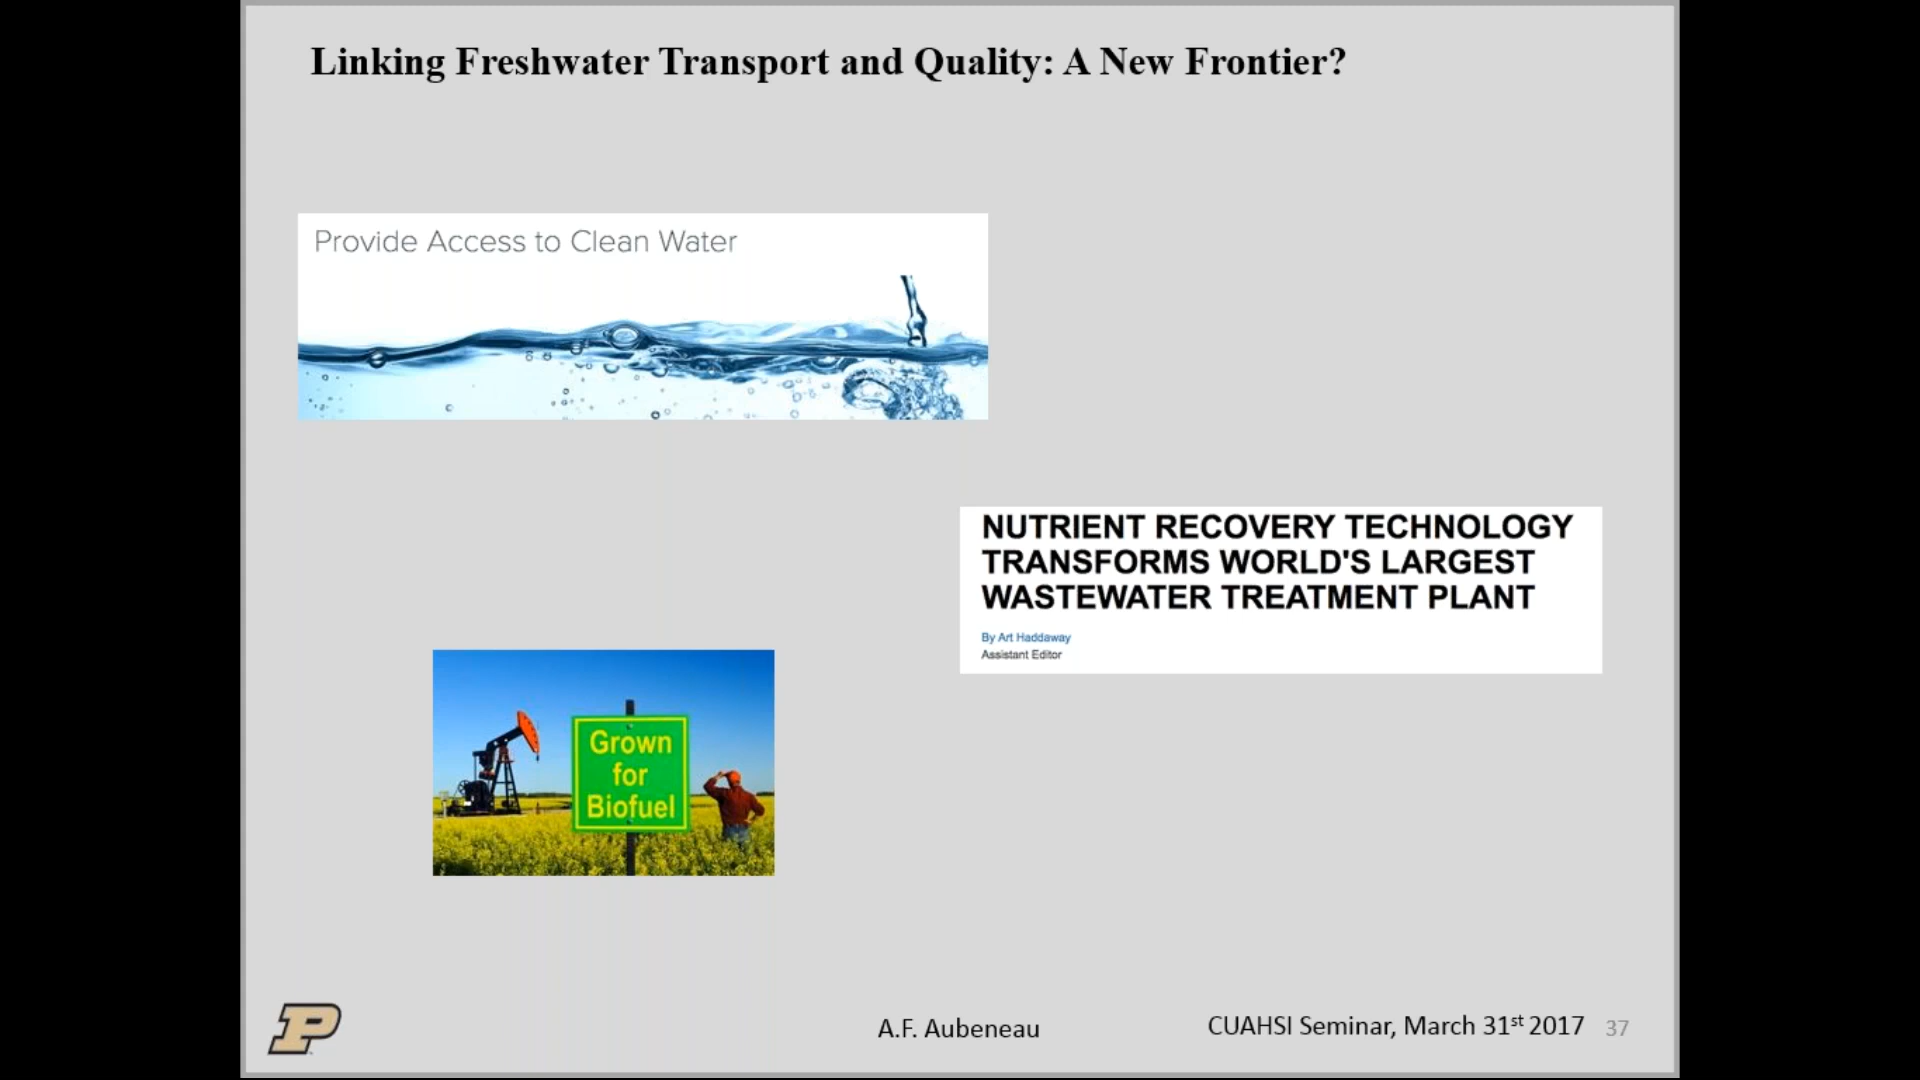 Linking Freshwater Transport and Quality: A New Frontier?
Provide Access to Clean Water
NUTRIENT RECOVERY TECHNOLOGY
TRANSFORMS WORLD'S LARGEST
WASTEWATER TREATMENT PLANT
By Art Haddaway
Assistant Editor
Grown
for
Biofuel
P
A.F. Aubeneau
CUAHSI Seminar, March 31st 2017
37